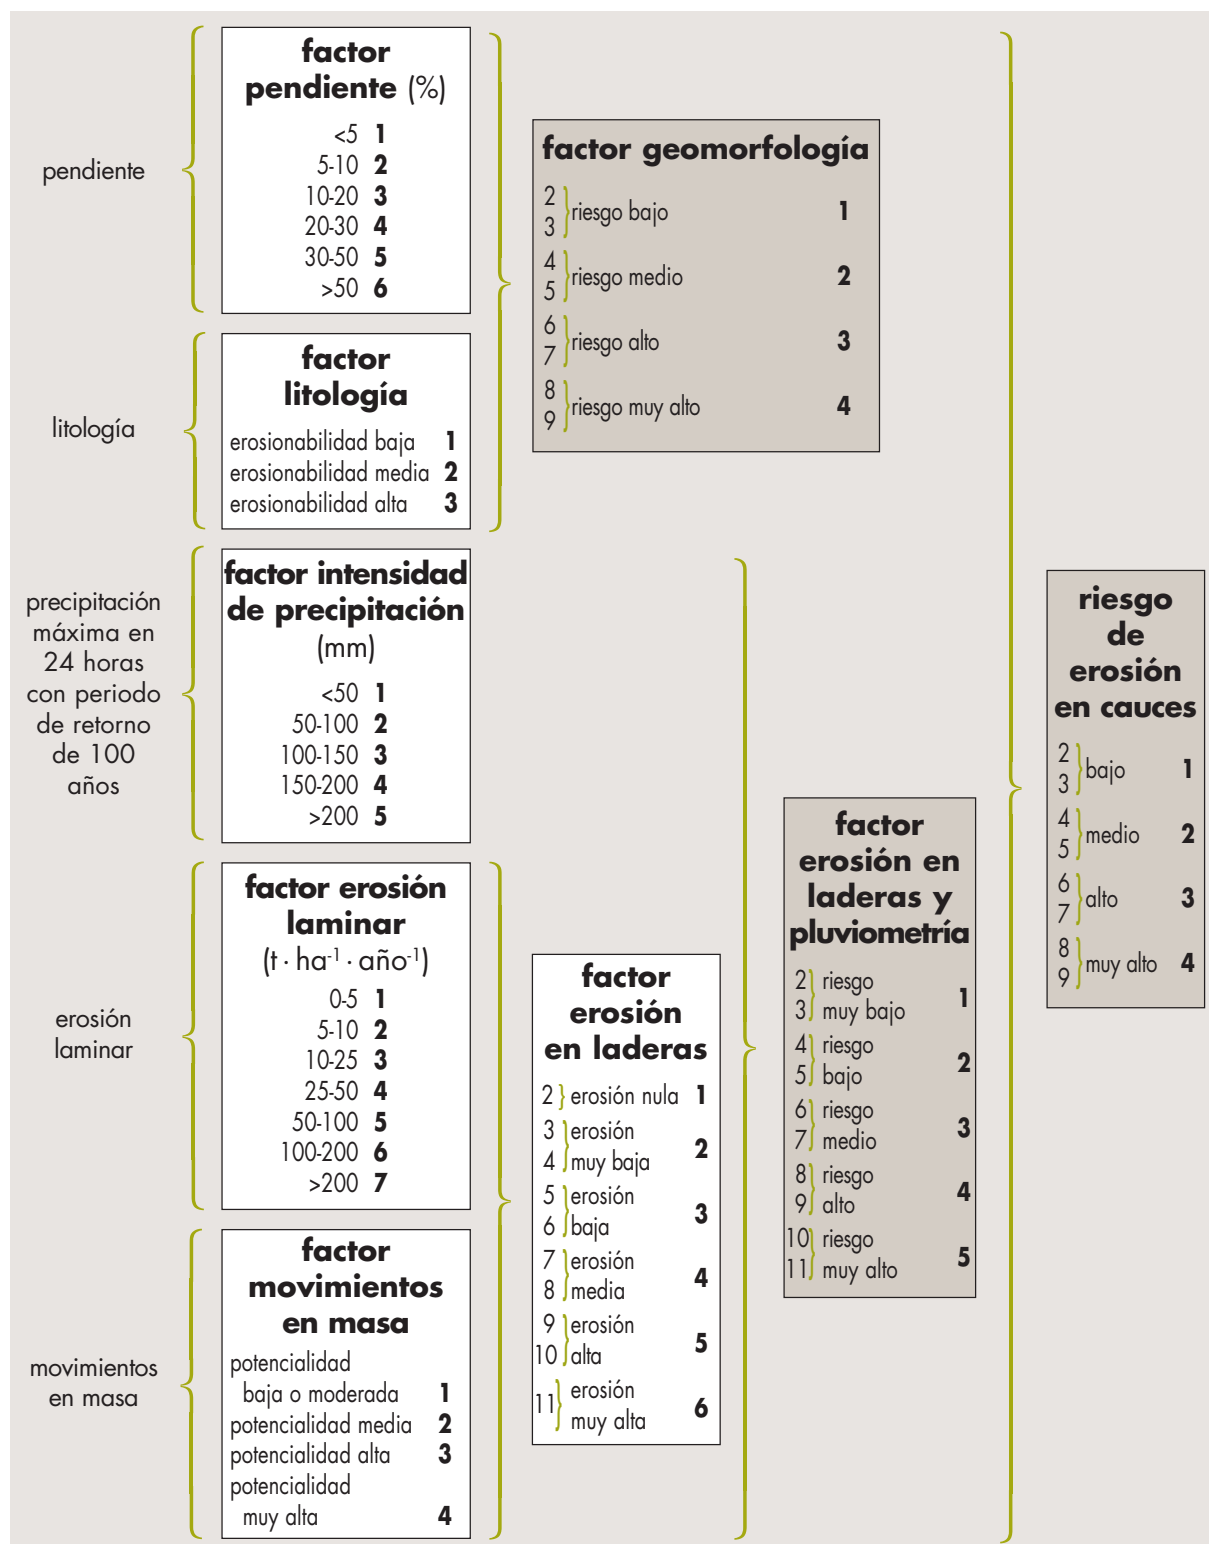 pendiente
factor
pendiente (%)
<5 1
5-10 2
10-20 3
20-30 4
30-50 5
>50 6
litología
factor
litología
erosionabilidad baja 1
erosionabilidad media 2
erosionabilidad alta 3
factor geomorfología
2
3
riesgo bajo 1
4
5
riesgo medio 2
6
7
riesgo alto 3
8
9
riesgo muy alto 4
precipitación
máxima en
24 horas
con periodo
de retorno
de 100
años
factor intensidad
de precipitación
(mm)
<50 1
50-100 2
100-150 3
150-200 4
>200 5
erosión
laminar
factor erosión
laminar
(t · ha⁻¹ · año⁻¹)
0-5 1
5-10 2
10-25 3
25-50 4
50-100 5
100-200 6
>200 7
movimientos
en masa
factor
movimientos
en masa
potencialidad
baja o moderada 1
potencialidad media 2
potencialidad alta 3
potencialidad
muy alta 4
factor
erosión
en laderas
2 erosión nula 1
3 erosión
4 muy baja 2
5 erosión
6 baja 3
7 erosión
8 media 4
9 erosión
10 alta 5
11 erosión
muy alta 6
factor
erosión en
laderas y
pluviometría
2 riesgo
3 muy bajo 1
4 riesgo
5 bajo 2
6 riesgo
7 medio 3
8 riesgo
9 alto 4
10 riesgo
11 muy alto 5
riesgo
de
erosión
en cauces
2
3
bajo 1
4
5
medio 2
6
7
alto 3
8
9
muy alto 4